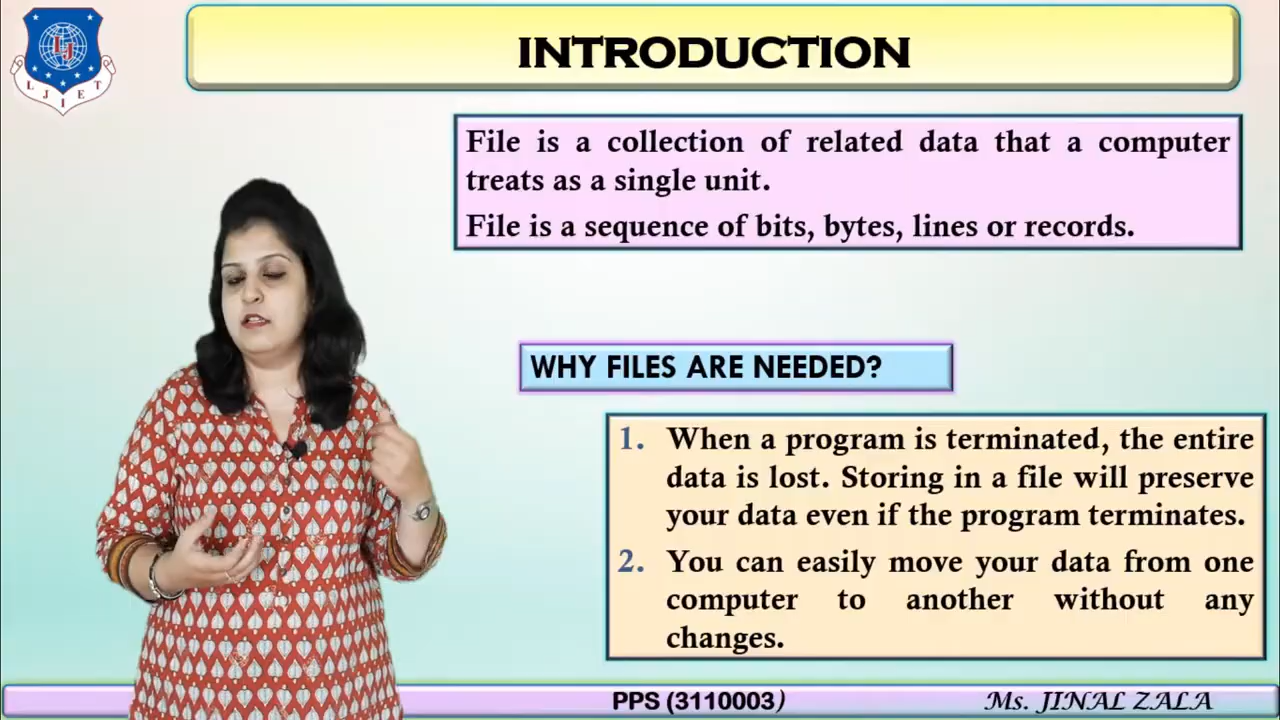 INTRODUCTION
LJIET
File is a collection of related data that a computer
treats as a single unit.
File is a sequence of bits, bytes, lines or records.
WHY FILES ARE NEEDED?
1. When a program is terminated, the entire
data is lost. Storing in a file will preserve
your data even if the program terminates.
2. You can easily move your data from one
computer to another without any
changes.
PPS (3110003)
Ms. JINAL ZALA